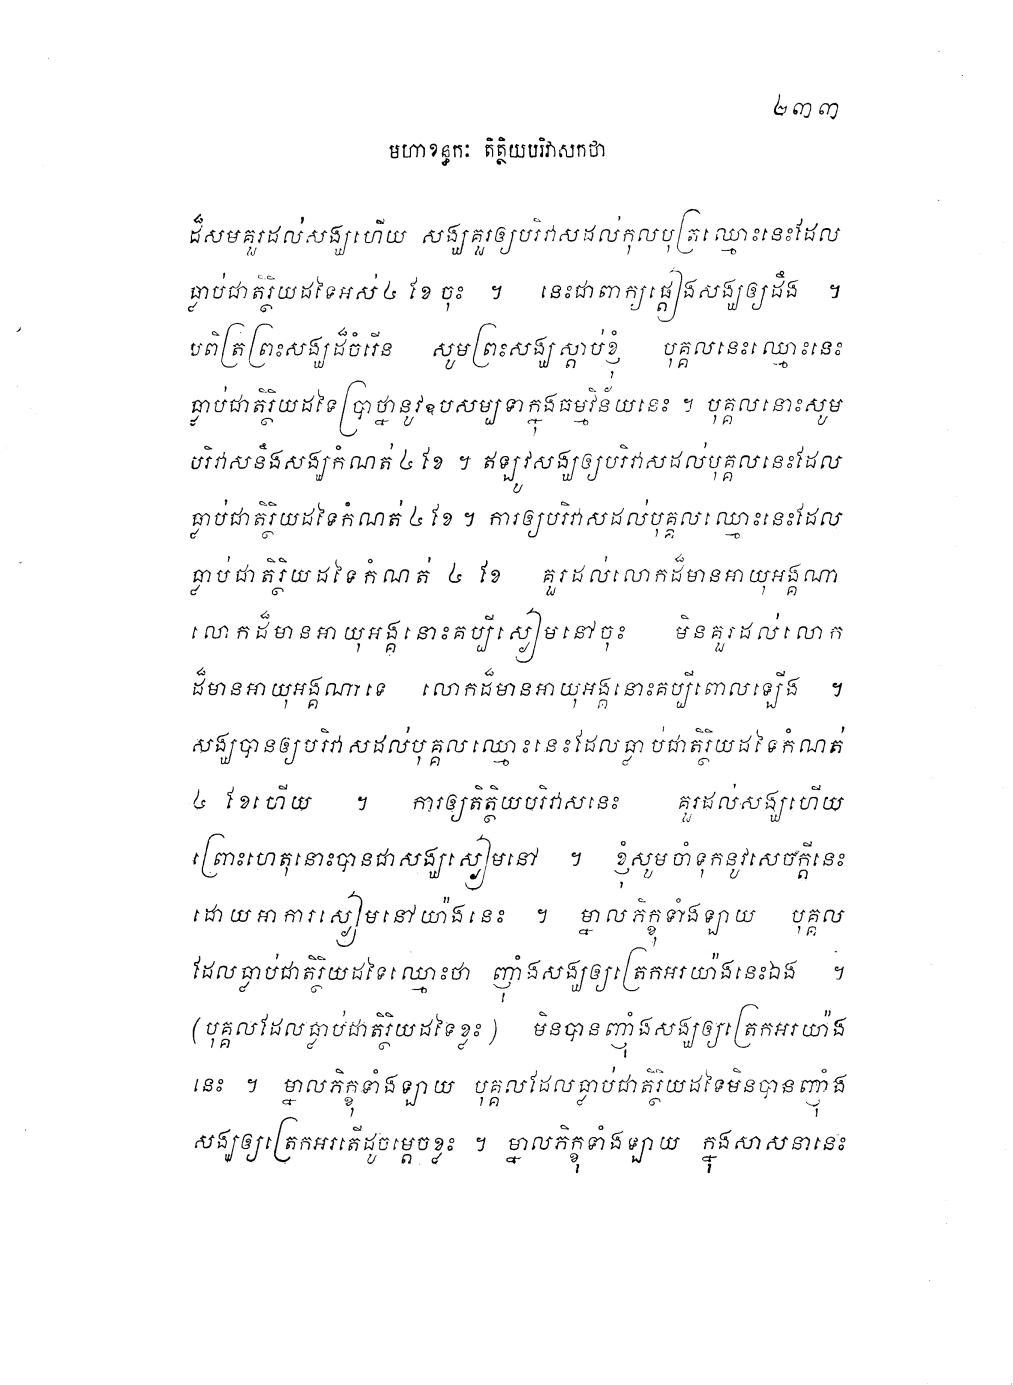 ២៣៣
មហាខន្ធកៈ តិត្ថិយបរិវាសកថា
ដ៏សមគួរដល់សង្ឃហើយ សង្ឃគួរឲ្យបរិវាសដល់កុលបុត្រឈ្មោះនេះដែល
ធ្លាប់ជាតិរ្ថិយដទៃអស់ ៤ ខែចុះ ។ នេះជាពាក្យផ្តៀងសង្ឃឲ្យដឹង ។
បពិត្រព្រះសង្ឃដ៏ចំរើន សូមព្រះសង្ឃស្តាប់ខ្ញុំ បុគ្គលនេះឈ្មោះនេះ
ធ្លាប់ជាតិរ្ថិយដទៃប្រាថ្នានូវឧបសម្បទាក្នុងធម្មវិន័យនេះ ។ បុគ្គលនោះសូម
បរិវាសនឹងសង្ឃកំណត់ ៤ ខែ ។ ឥឡូវសង្ឃឲ្យបរិវាសដល់បុគ្គលនេះដែល
ធ្លាប់ជាតិរ្ថិយដទៃកំណត់ ៤ ខែ ។ ការឲ្យបរិវាសដល់បុគ្គលឈ្មោះនេះដែល
ធ្លាប់ជាតិរ្ថិយដទៃកំណត់ ៤ ខែ គួរដល់លោកដ៏មានអាយុអង្គណា
លោកដ៏មានអាយុអង្គនោះគប្បីស្ងៀមនៅចុះ មិនគួរដល់លោក
ដ៏មានអាយុអង្គណាទេ លោកដ៏មានអាយុអង្គនោះគប្បីពោលឡើង ។
សង្ឃបានឲ្យបរិវាសដល់បុគ្គលឈ្មោះនេះដែលធ្លាប់ជាតិរ្ថិយដទៃកំណត់
៤ ខែហើយ ។ ការឲ្យតិត្ថិយបរិវាសនេះ គួរដល់សង្ឃហើយ
ព្រោះហេតុនោះបានជាសង្ឃស្ងៀមនៅ ។ ខ្ញុំសូមចាំទុកនូវសេចក្តីនេះ
ដោយអាការស្ងៀមនៅយ៉ាងនេះ ។ ម្នាលភិក្ខុទាំងឡាយ បុគ្គល
ដែលធ្លាប់ជាតិរ្ថិយដទៃឈ្មោះថា ញ៉ាំងសង្ឃឲ្យត្រេកអរយ៉ាងនេះឯង ។
(បុគ្គលដែលធ្លាប់ជាតិរ្ថិយដទៃខ្លះ) មិនបានញ៉ាំងសង្ឃឲ្យត្រេកអរយ៉ាង
នេះ ។ ម្នាលភិក្ខុទាំងឡាយ បុគ្គលដែលធ្លាប់ជាតិរ្ថិយដទៃមិនបានញ៉ាំង
សង្ឃឲ្យត្រេកអរតើដូចម្តេចខ្លះ ។ ម្នាលភិក្ខុទាំងឡាយ ក្នុងសាសនានេះ